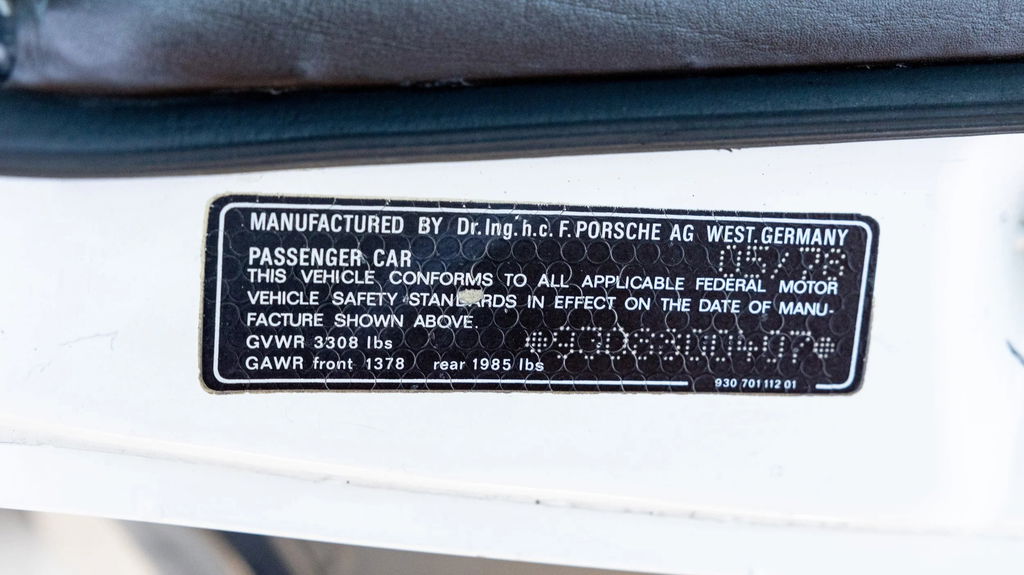 MANUFACTURED BY Dr.Ing.h.c. F.PORSCHE AG WEST.GERMANY
PASSENGER CAR 05/78
THIS VEHICLE CONFORMS TO ALL APPLICABLE FEDERAL MOTOR
VEHICLE SAFETY STANDARDS IN EFFECT ON THE DATE OF MANU-
FACTURE SHOWN ABOVE.
GVWR 3308 lbs
GAWR front 1378 rear 1985 lbs
930 701 112 01